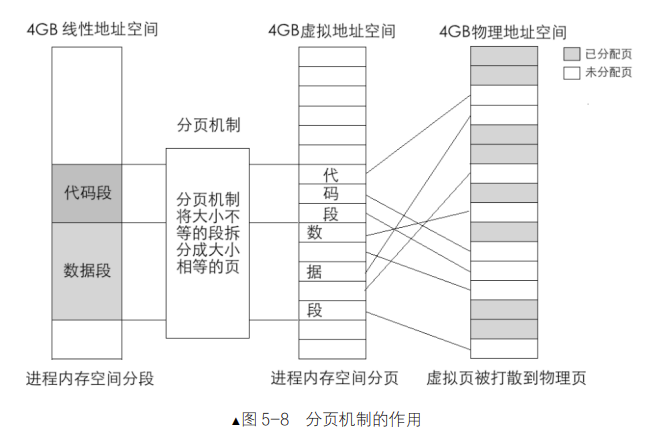 4GB 线性地址空间
4GB虚拟地址空间
4GB物理地址空间
已分配页
未分配页
分页机制
代码段
数据段
分页机制
将大小不
等的段拆
分成大小
相等的页
代
码
段
数
据
段
进程内存空间分段
进程内存空间分页
虚拟页被打散到物理页
▲图 5-8 分页机制的作用